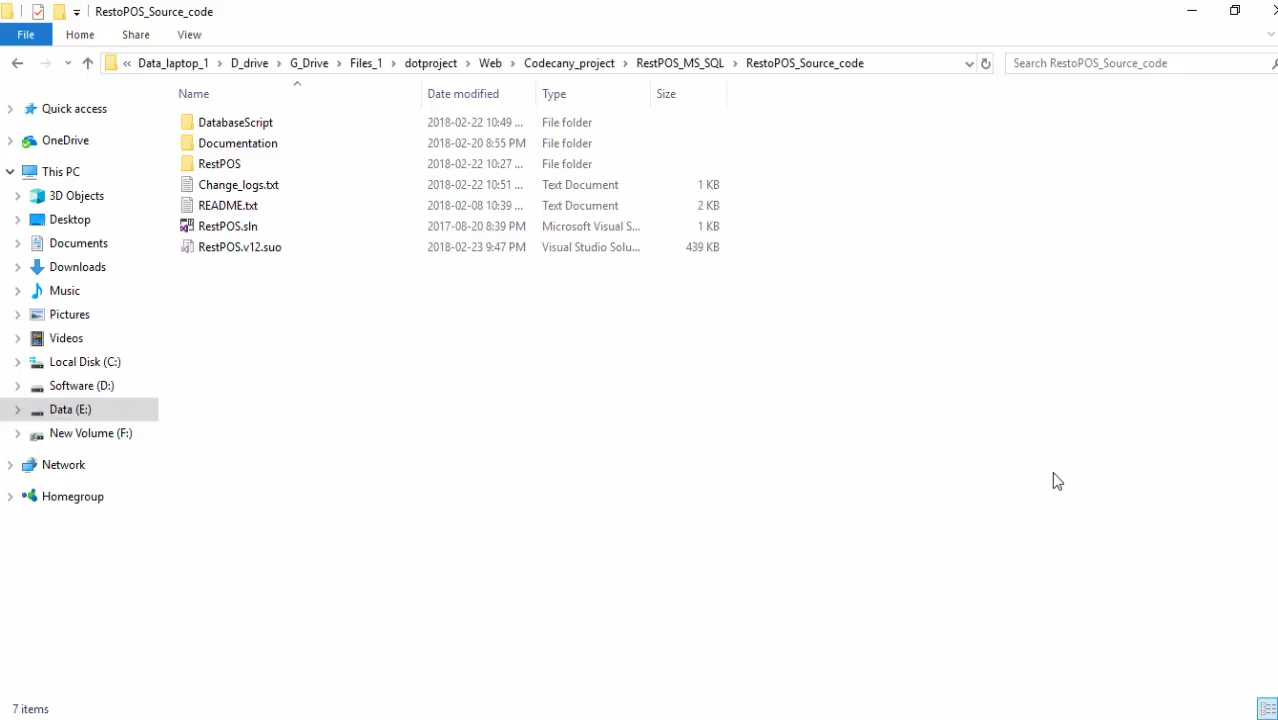 RestoPOS_Source_code
File Home Share View
« Data_laptop_1 > D_drive > G_Drive > Files_1 > dotproject > Web > Codecany_project > RestPOS_MS_SQL > RestoPOS_Source_code
Search RestoPOS_Source_code
Name Date modified Type Size
Quick access
OneDrive
This PC
3D Objects
Desktop
Documents
Downloads
Music
Pictures
Videos
Local Disk (C:)
Software (D:)
Data (E:)
New Volume (F:)
Network
Homegroup
DatabaseScript 2018-02-22 10:49 ... File folder
Documentation 2018-02-20 8:55 PM File folder
RestPOS 2018-02-22 10:27 ... File folder
Change_logs.txt 2018-02-22 10:51 ... Text Document 1 KB
README.txt 2018-02-08 10:39 ... Text Document 2 KB
RestPOS.sln 2017-08-20 8:39 PM Microsoft Visual S... 1 KB
RestPOS.v12.suo 2018-02-23 9:47 PM Visual Studio Solu... 439 KB
7 items